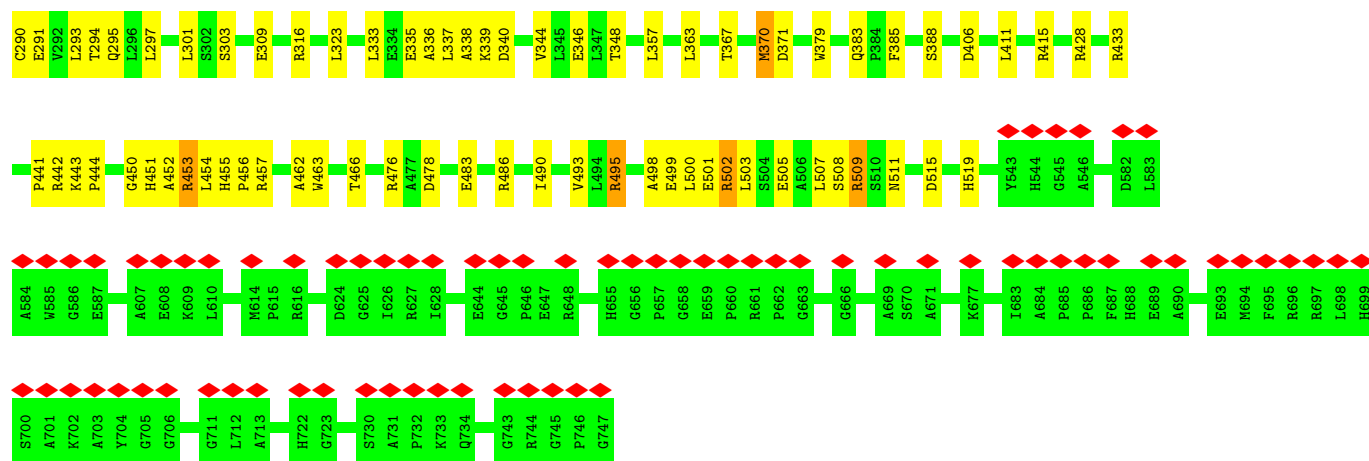 C290 E291 V292 L293 T294 Q295 L296 L297 L301 S302 S303 E309 R316 L323 L333 E334 E335 A336 L337 A338 K339 D340 V344 L345 E346 L347 T348 L357 L363 T367 M370 D371 W379 Q383 P384 F385 S388 D406 L411 R415 R428 R433
P441 R442 K443 P444 G450 H451 A452 R453 L454 H455 P456 R457 A462 W463 T466 R476 A477 D478 E483 R486 I490 V493 L494 R495 A498 E499 L500 E501 R502 L503 S504 E505 A506 L507 S508 R509 S510 N511 D515 H519 Y543 H544 G545 A546 D582 L583
A584 W585 G586 E587 A607 E608 K609 L610 M614 P615 R616 D624 G625 I626 R627 I628 E644 G645 P646 E647 R648 H655 G656 P657 G658 E659 P660 R661 P662 G663 G666 A669 S670 A671 K677 I683 A684 P685 P686 F687 H688 E689 A690 E693 M694 F695 R696 R697 L698 H699
S700 A701 K702 A703 Y704 G705 G706 G711 L712 A713 H722 G723 S730 A731 P732 K733 Q734 G743 R744 G745 P746 G747